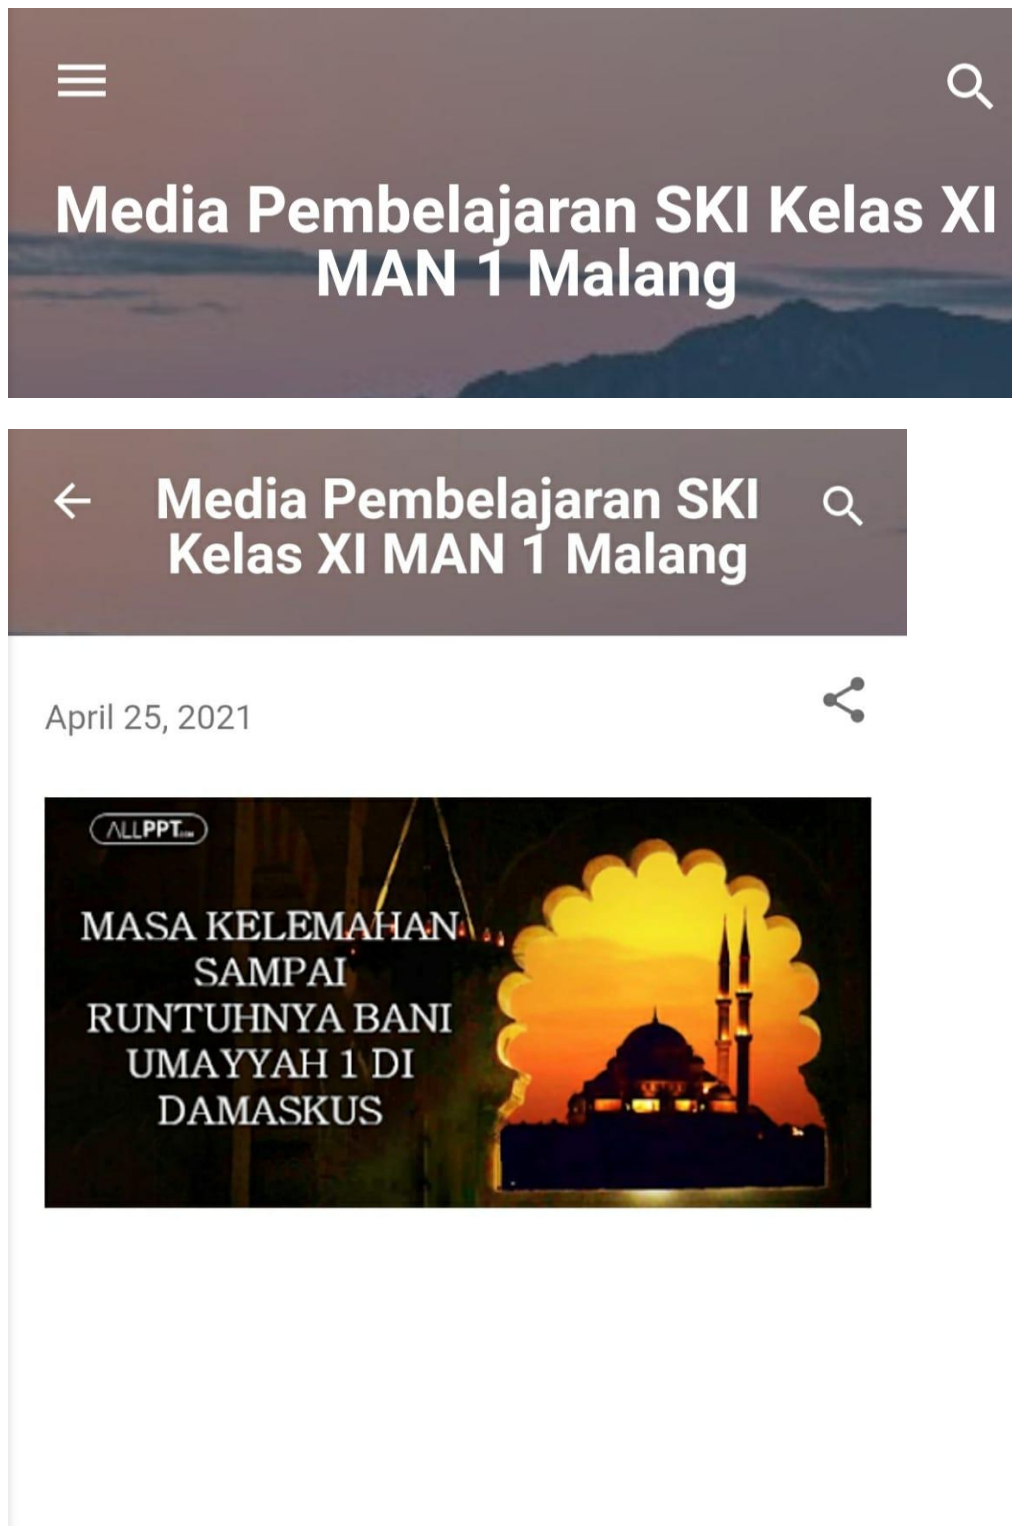 Media Pembelajaran SKI Kelas XI
MAN 1 Malang
Media Pembelajaran SKI
Kelas XI MAN 1 Malang
April 25, 2021
ALLPPT.com
MASA KELEMAHAN
SAMPAI
RUNTUHNYA BANI
UMAYYAH 1 DI
DAMASKUS